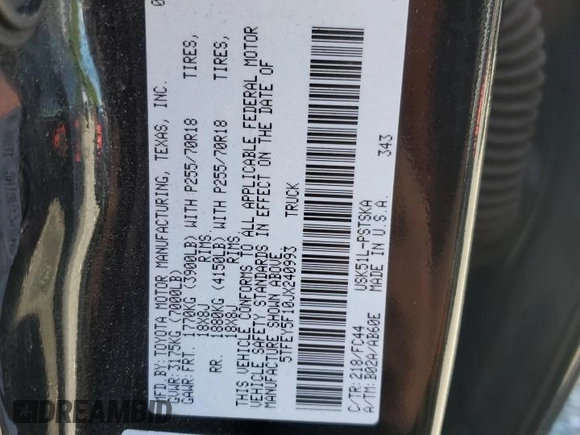 MFD. BY: TOYOTA MOTOR MANUFACTURING, TEXAS, INC.
GVWR: 3175KG (7000LB)
GAWR: FRT. 1770KG (3900LB) WITH P255/70R18 TIRES,
18X8J RIMS.
RR. 1880KG (4150LB) WITH P255/70R18 TIRES,
18X8J RIMS
THIS VEHICLE CONFORMS TO ALL APPLICABLE FEDERAL MOTOR
VEHICLE SAFETY STANDARDS IN EFFECT ON THE DATE OF
MANUFACTURE SHOWN ABOVE.
5TFEY5F10JX240993 TRUCK
C/TR: 218/FC44 USK51L-PSTSKA
A/TM: B02A/AB60E MADE IN U.S.A.
343
DREAMBID